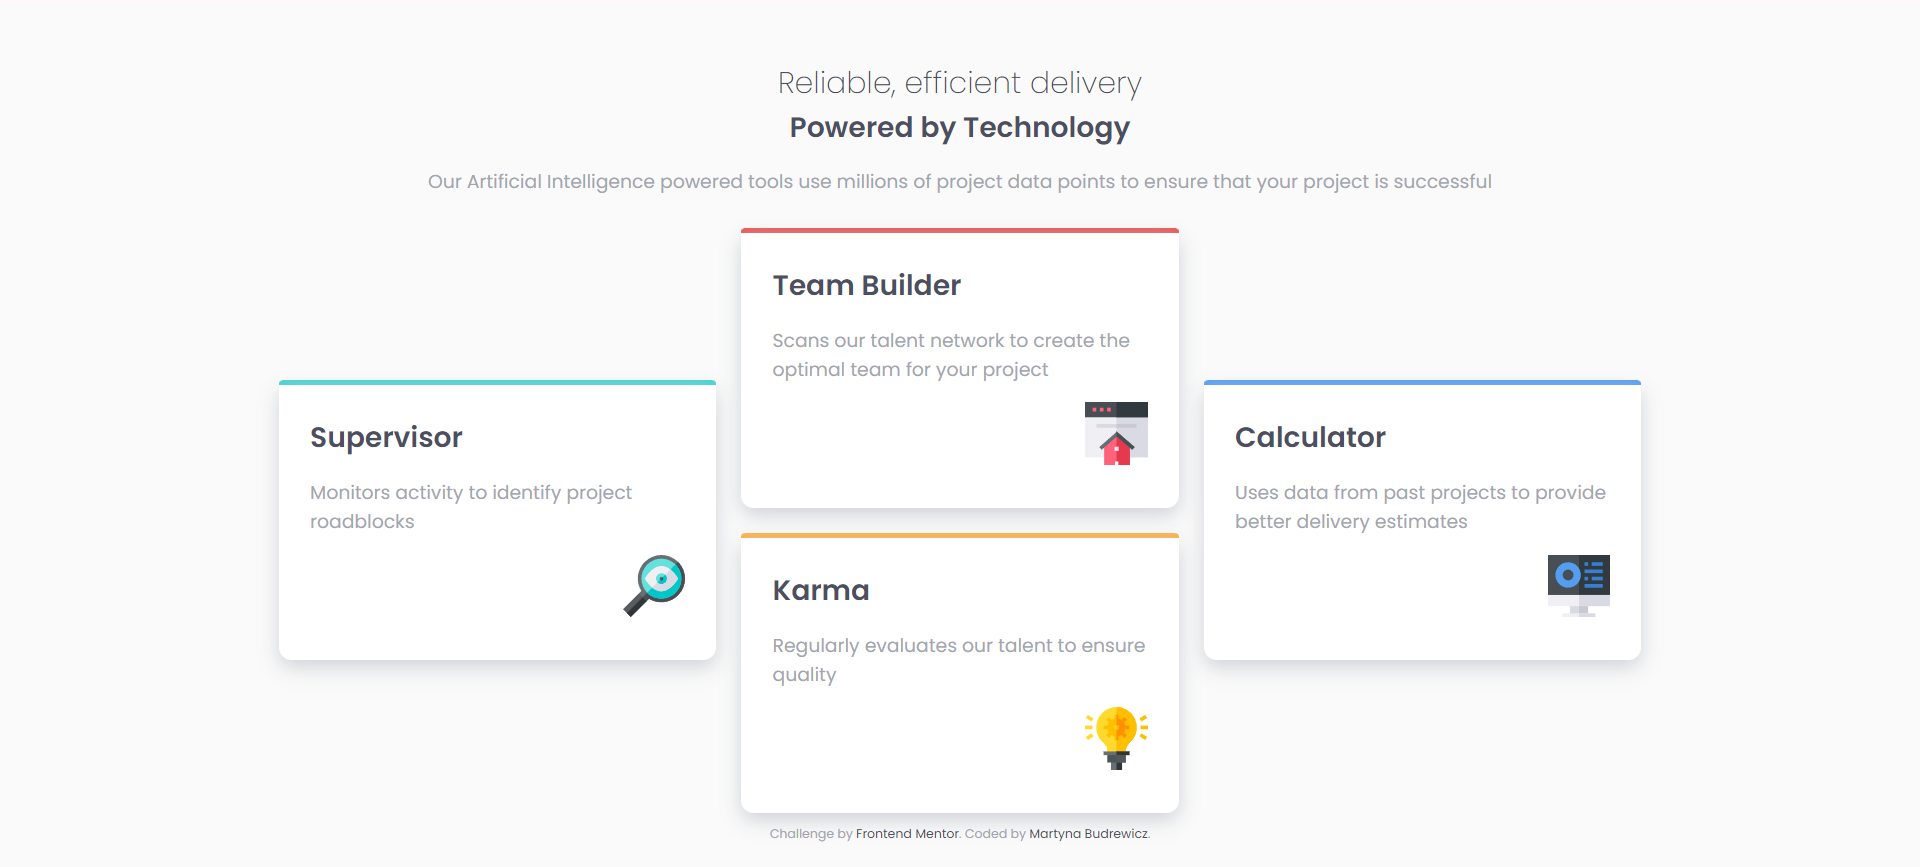 Reliable, efficient delivery
Powered by Technology
Our Artificial Intelligence powered tools use millions of project data points to ensure that your project is successful
Supervisor
Monitors activity to identify project
roadblocks
Team Builder
Scans our talent network to create the
optimal team for your project
Karma
Regularly evaluates our talent to ensure
quality
Calculator
Uses data from past projects to provide
better delivery estimates
Challenge by Frontend Mentor. Coded by Martyna Budrewicz.